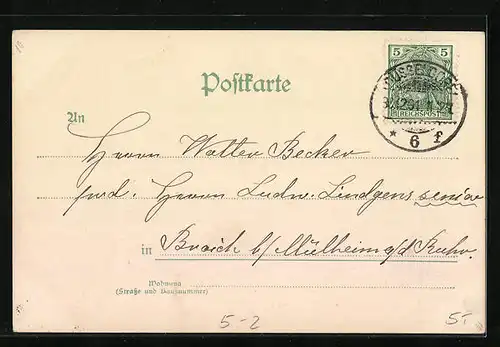 5 5
REICHSPOST
DÜSSELDORF
* 6 f
Postkarte
An
Herrn Walter Becker
Herrn Ludw. Lindgens senior
in Broich b/Mülheim a/d Ruhr.
Wohnung
(Straße und Hausnummer)
5-2
5.-